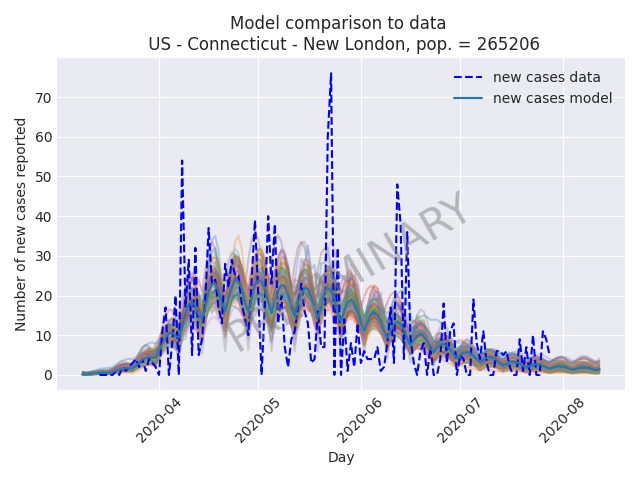 Model comparison to data
US - Connecticut - New London, pop. = 265206
new cases data
new cases model
Number of new cases reported
70
60
50
40
30
20
10
0
PRELIMINARY
2020-04
2020-05
2020-06
2020-07
2020-08
Day